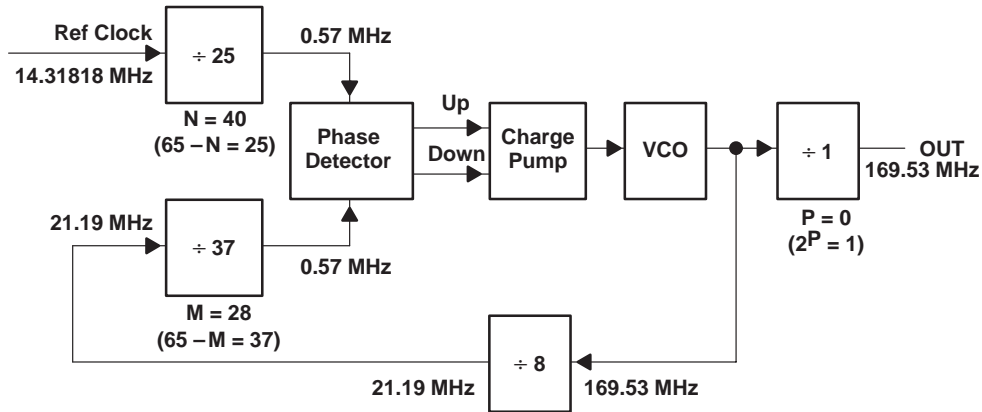 Ref Clock
14.31818 MHz
÷ 25
N = 40
(65 – N = 25)
0.57 MHz
Phase
Detector
Up
Down
Charge
Pump
VCO
÷ 1
P = 0
(2^P = 1)
OUT
169.53 MHz
21.19 MHz
÷ 37
M = 28
(65 – M = 37)
0.57 MHz
÷ 8
21.19 MHz
169.53 MHz